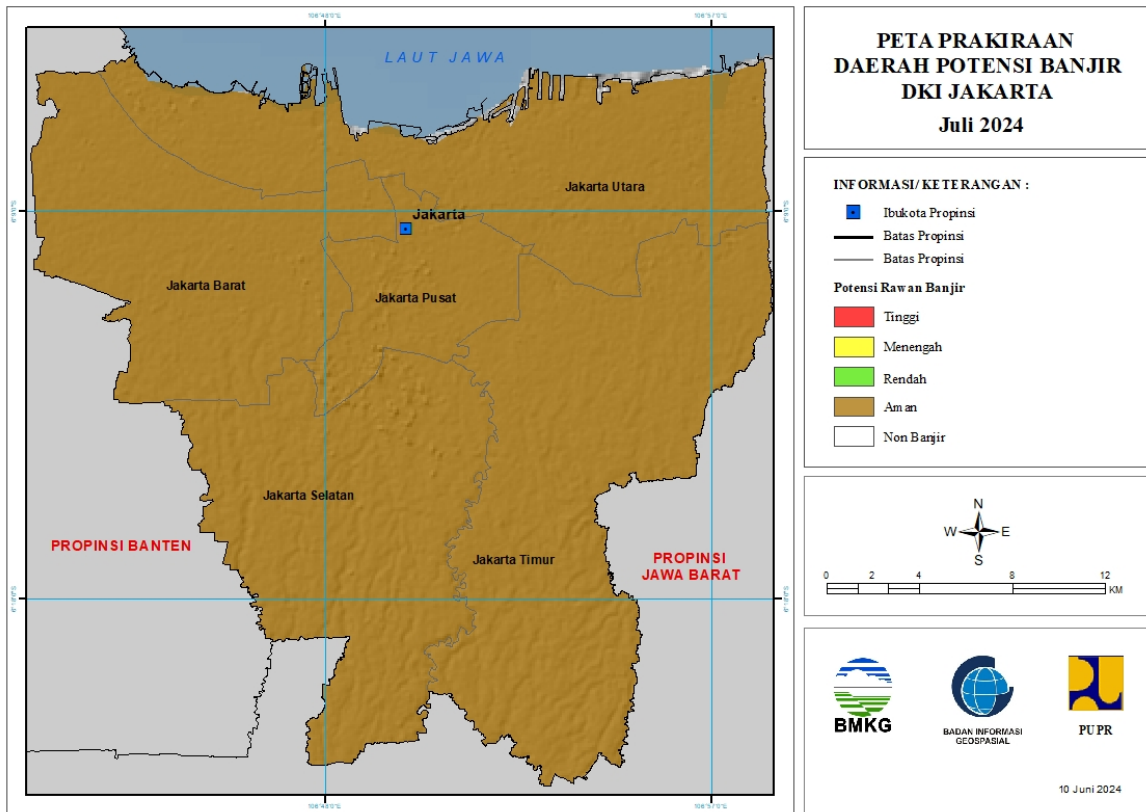 PETA PRAKIRAAN
DAERAH POTENSI BANJIR
DKI JAKARTA
Juli 2024
LAUT JAWA
Jakarta Utara
Jakarta
Jakarta Barat
Jakarta Pusat
Jakarta Selatan
Jakarta Timur
PROPINSI BANTEN
PROPINSI
JAWA BARAT
INFORMASI/KETERANGAN :
Ibukota Propinsi
Batas Propinsi
Batas Propinsi
Potensi Rawan Banjir
Tinggi
Menengah
Rendah
Aman
Non Banjir
N
W E
S
0 2 4 8 12
KM
BMKG
BADAN INFORMASI
GEOSPASIAL
PUPR
10 Juni 2024